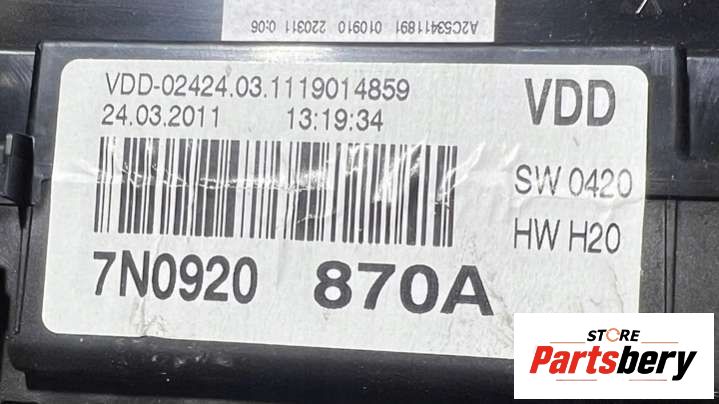 A2C53411891 010910 220311 0:06
VDD-02424.03.1119014859
24.03.2011 13:19:34
VDD
SW 0420
HW H20
7N0920 870A
STORE
Partsbery